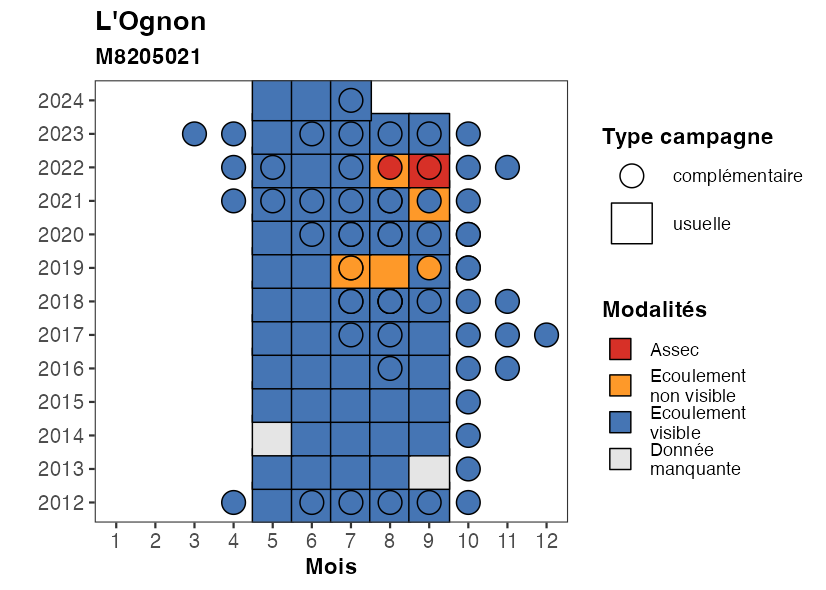 L'Ognon
M8205021
2024
2023
2022
2021
2020
2019
2018
2017
2016
2015
2014
2013
2012
1 2 3 4 5 6 7 8 9 10 11 12
Mois
Type campagne
complémentaire
usuelle
Modalités
Assec
Ecoulement
non visible
Ecoulement
visible
Donnée
manquante